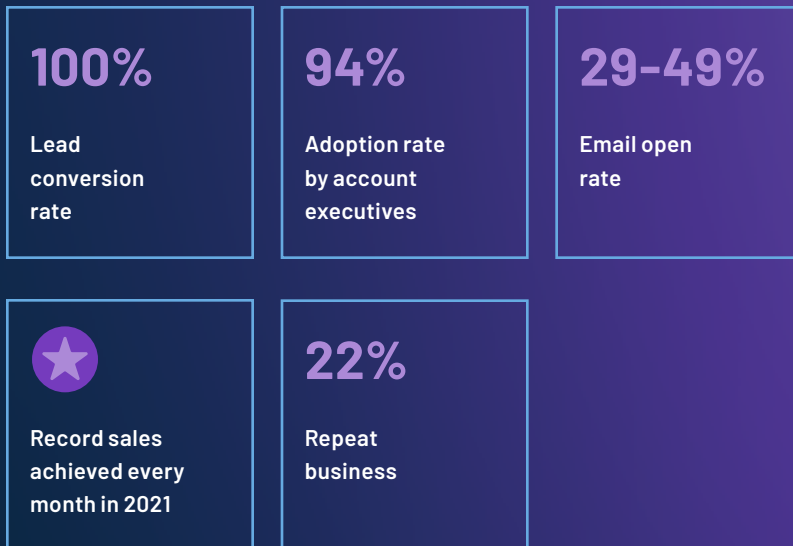 100%
Lead
conversion
rate
94%
Adoption rate
by account
executives
29-49%
Email open
rate
Record sales
achieved every
month in 2021
22%
Repeat
business